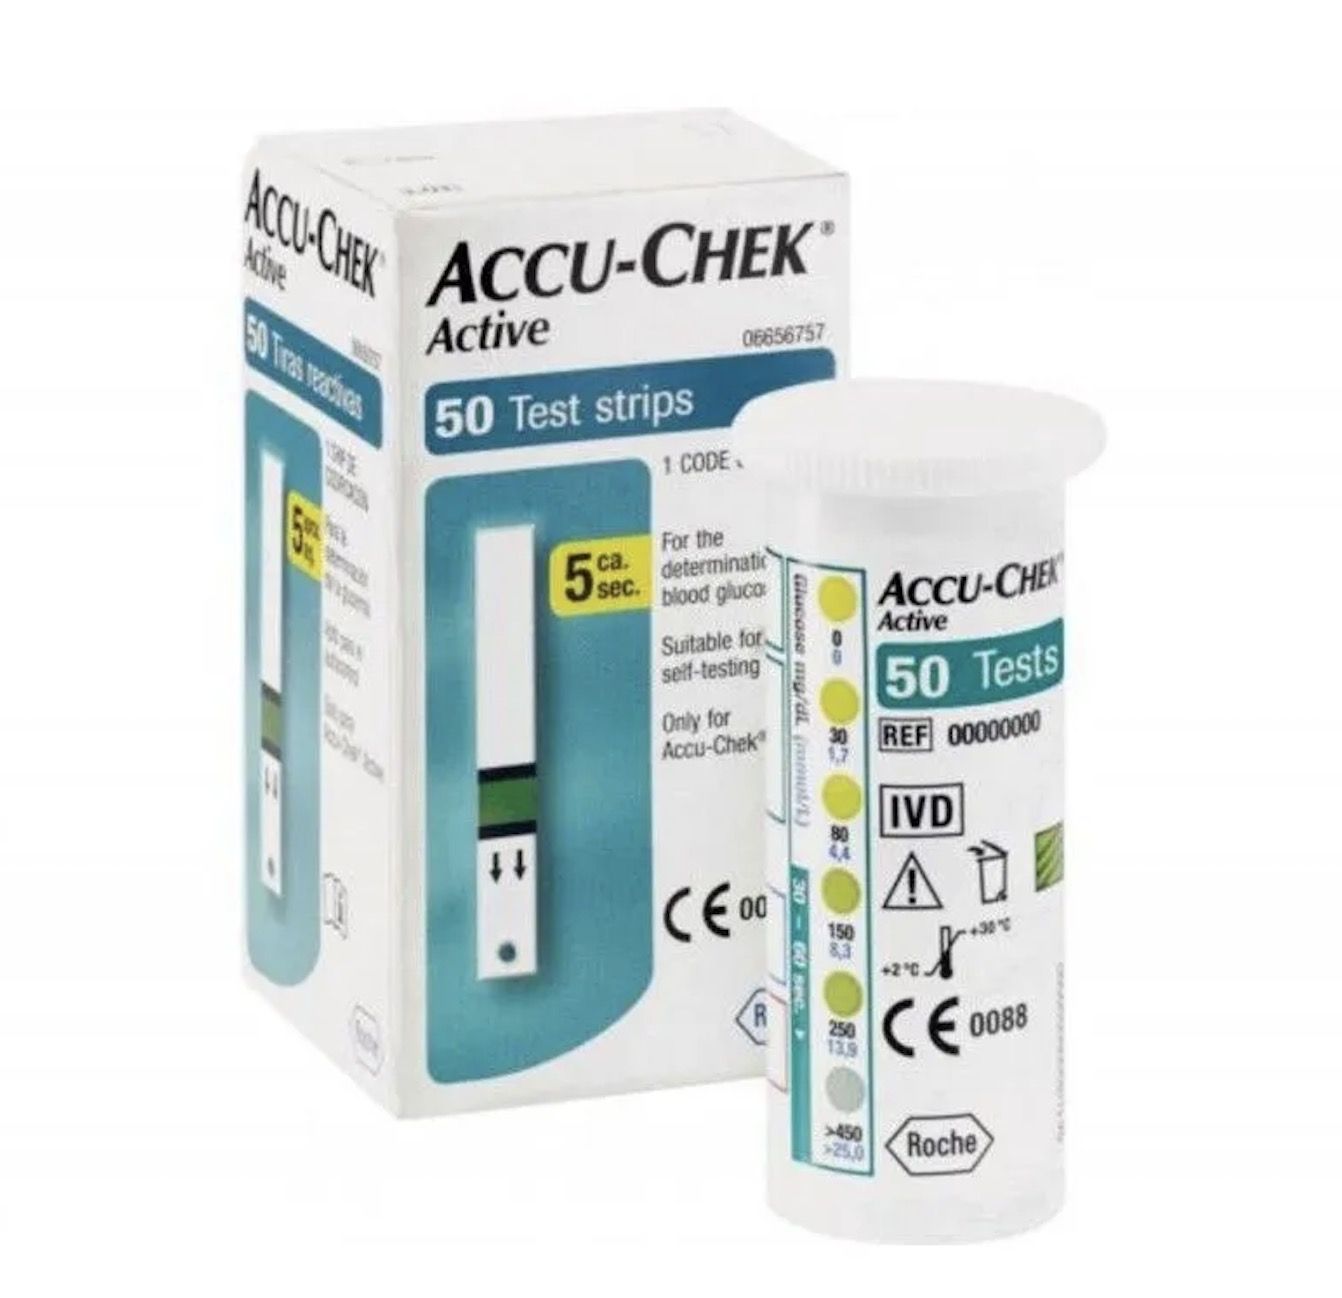 ACCU-CHEK®
Active
50 Tiras reactivas
ACCU-CHEK®
Active
06656757
50 Test strips
1 CODE
5 ca.
sec.
For the
blood
Suitable for
self-testing
Only for
Accu-Chek®
CE 00
ACCU-CHEK
Active
50 Tests
REF 00000000
IVD
+30 °C
+2 °C
CE 0088
Roche
Glucose mg/dL (mmol/L)
0
0
30
1,7
80
4,4
150
8,3
250
13,9
>450
>25,0
30 - 60 sec.